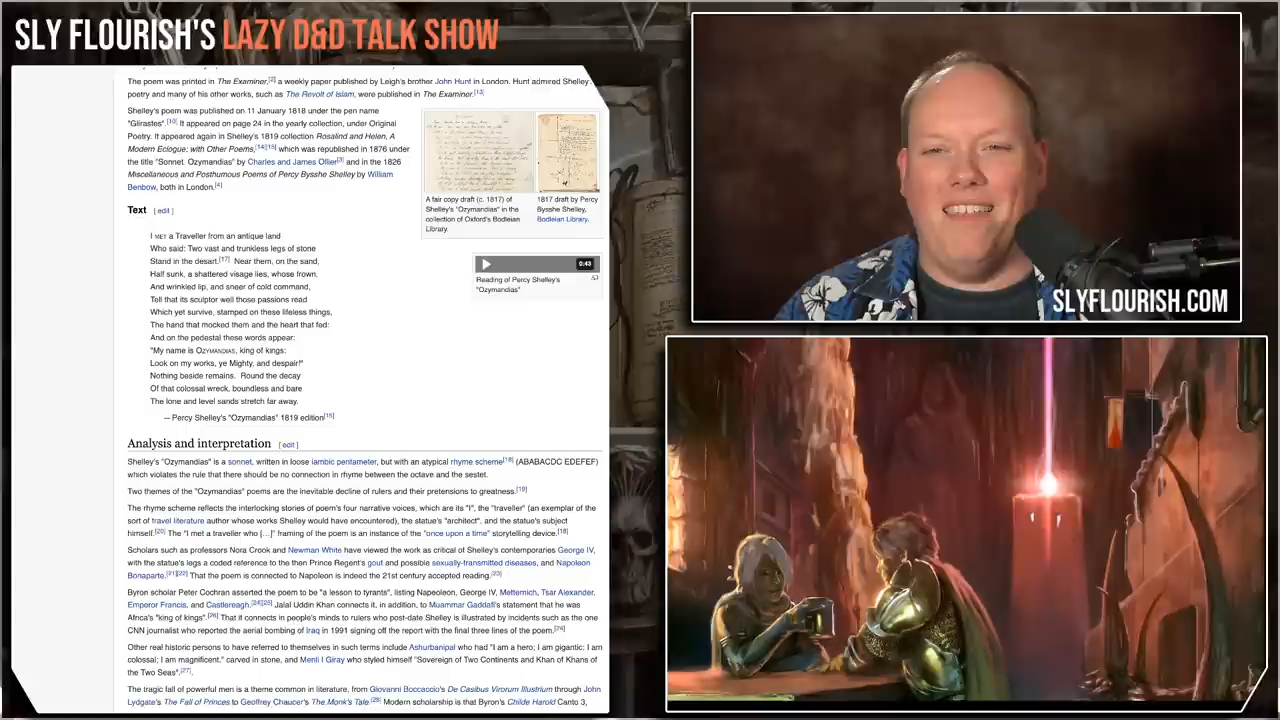 SLY FLOURISH'S LAZY D&D TALK SHOW
The poem was printed in The Examiner,[2] a weekly paper published by Leigh's brother John Hunt in London. Hunt admired Shelley's
poetry and many of his other works, such as The Revolt of Islam, were published in The Examiner.[13]
Shelley's poem was published on 11 January 1818 under the pen name
"Glirastes".[10] It appeared on page 24 in the yearly collection, under Original
Poetry. It appeared again in Shelley's 1819 collection Rosalind and Helen, A
Modern Eclogue; with Other Poems,[14][15] which was republished in 1876 under
the title "Sonnet. Ozymandias" by Charles and James Ollier[3] and in the 1826
Miscellaneous and Posthumous Poems of Percy Bysshe Shelley by William
Benbow, both in London.[4]
A fair copy draft (c. 1817) of
Shelley's "Ozymandias" in the
collection of Oxford's Bodleian
Library.
1817 draft by Percy
Bysshe Shelley,
Bodleian Library.
Text [ edit ]
0:43
Reading of Percy Shelley's
"Ozymandias"
I MET a Traveller from an antique land
Who said: Two vast and trunkless legs of stone
Stand in the desart.[17] Near them, on the sand,
Half sunk, a shattered visage lies, whose frown,
And wrinkled lip, and sneer of cold command,
Tell that its sculptor well those passions read
Which yet survive, stamped on these lifeless things,
The hand that mocked them and the heart that fed:
And on the pedestal these words appear:
"My name is OZYMANDIAS, king of kings:
Look on my works, ye Mighty, and despair!"
Nothing beside remains. Round the decay
Of that colossal wreck, boundless and bare
The lone and level sands stretch far away.
— Percy Shelley's "Ozymandias" 1819 edition[15]
Analysis and interpretation [ edit ]
Shelley's "Ozymandias" is a sonnet, written in loose iambic pentameter, but with an atypical rhyme scheme[18] (ABABACDC EDEFEF)
which violates the rule that there should be no connection in rhyme between the octave and the sestet.
Two themes of the "Ozymandias" poems are the inevitable decline of rulers and their pretensions to greatness.[19]
The rhyme scheme reflects the interlocking stories of poem's four narrative voices, which are its "I", the "traveller" (an exemplar of the
sort of travel literature author whose works Shelley would have encountered), the statue's "architect", and the statue's subject
himself.[20] The "I met a traveller who [...]" framing of the poem is an instance of the "once upon a time" storytelling device.[18]
Scholars such as professors Nora Crook and Newman White have viewed the work as critical of Shelley's contemporaries George IV,
with the statue's legs a coded reference to the then Prince Regent's gout and possible sexually-transmitted diseases, and Napoleon
Bonaparte.[21][22] That the poem is connected to Napoleon is indeed the 21st century accepted reading.[23]
Byron scholar Peter Cochran asserted the poem to be "a lesson to tyrants", listing Napeoleon, George IV, Metternich, Tsar Alexander,
Emperor Francis, and Castlereagh.[24][25] Jalal Uddin Khan connects it, in addition, to Muammar Gaddafi's statement that he was
Africa's "king of kings".[26] That it connects in people's minds to rulers who post-date Shelley is illustrated by incidents such as the one
CNN journalist who reported the aerial bombing of Iraq in 1991 signing off the report with the final three lines of the poem.[24]
Other real historic persons to have referred to themselves in such terms include Ashurbanipal who had "I am a hero; I am gigantic; I am
colossal; I am magnificent." carved in stone, and Menli I Giray who styled himself "Sovereign of Two Continents and Khan of Khans of
the Two Seas".[27].
The tragic fall of powerful men is a theme common in literature, from Giovanni Boccaccio's De Casibus Virorum Illustrium through John
Lydgate's The Fall of Princes to Geoffrey Chaucer's The Monk's Tale.[28] Modern scholarship is that Byron's Childe Harold Canto 3,
SLYFLOURISH.COM